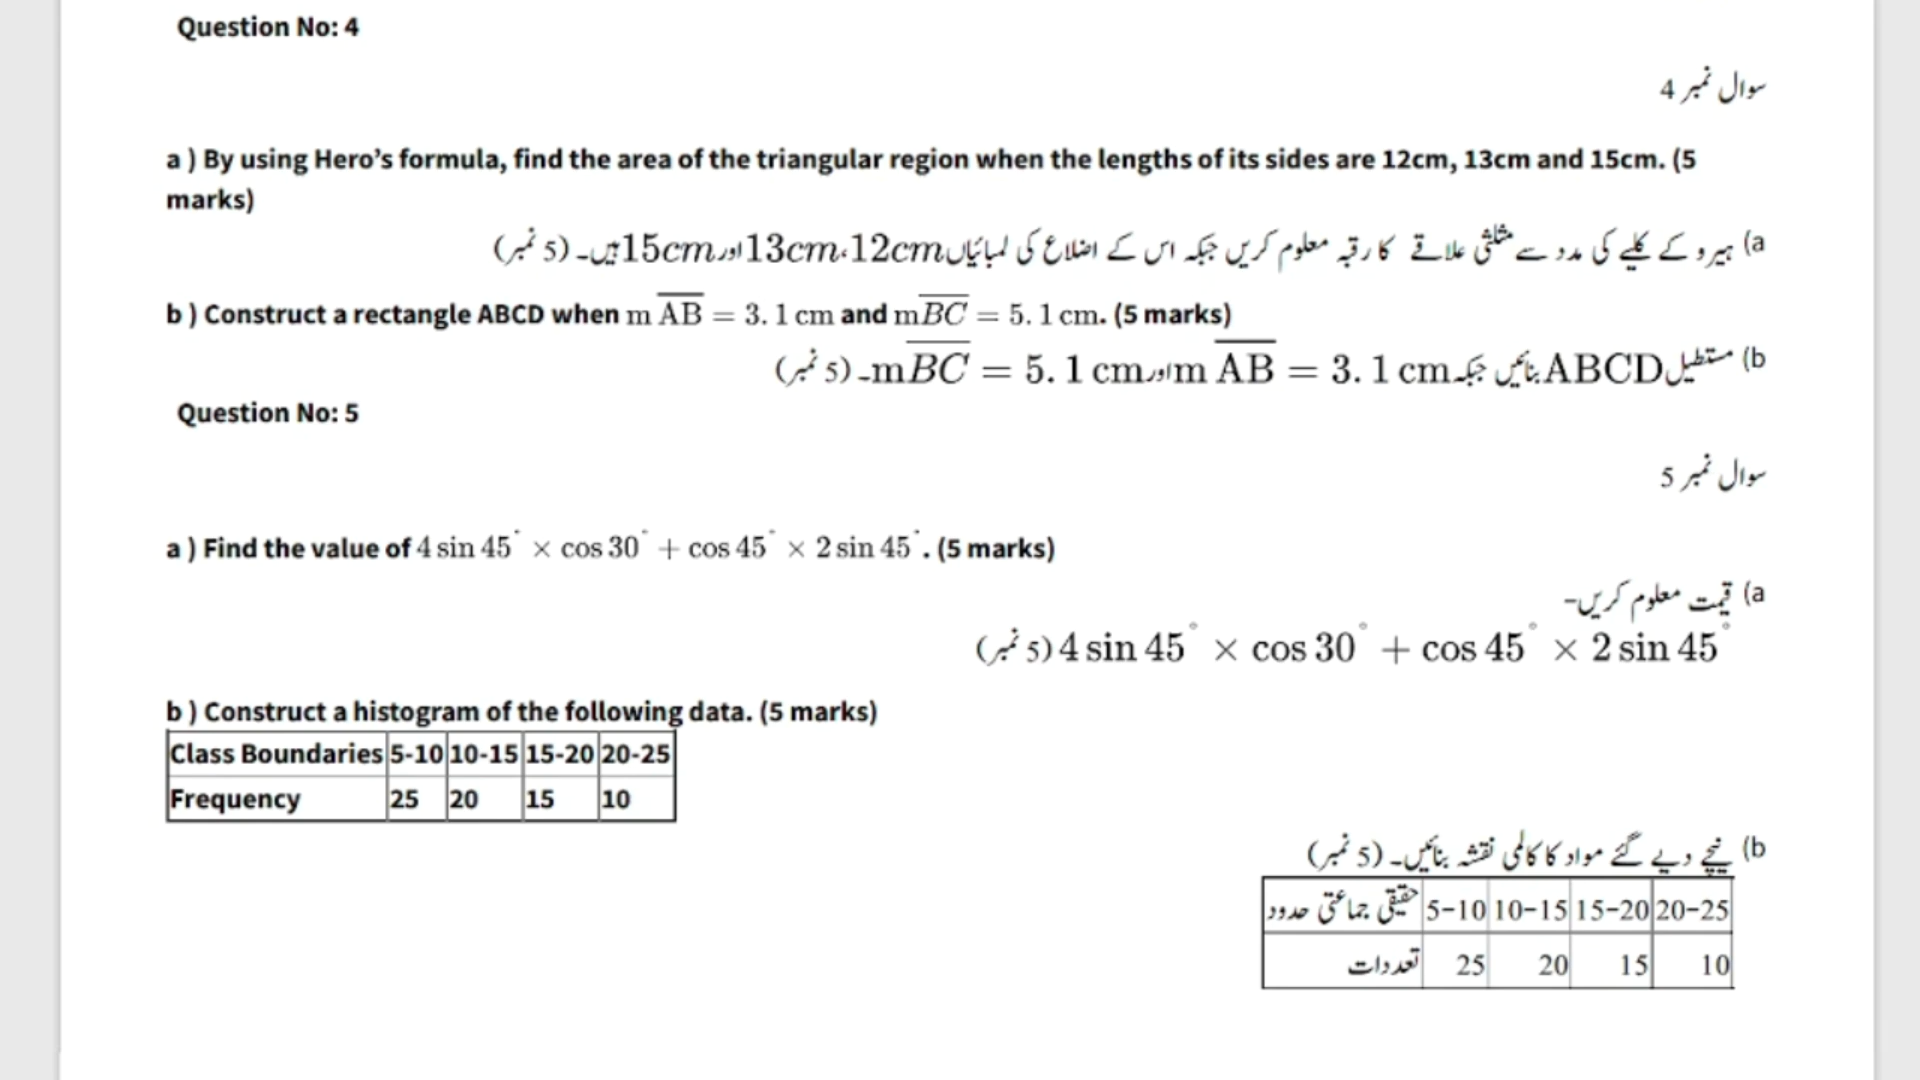 Question No: 4
سوال نمبر 4
a ) By using Hero’s formula, find the area of the triangular region when the lengths of its sides are 12cm, 13cm and 15cm. (5
marks)
a) ہیرو کے کلیے کی مدد سے مثلثی علاقے کا رقبہ معلوم کریں جبکہ اس کے اضلاع کی لمبائیاں 12cm، 13cm اور 15cm ہیں۔ (5 نمبر)
b ) Construct a rectangle ABCD when m A̅B̅ = 3. 1 cm and mB̅C̅ = 5. 1 cm. (5 marks)
b) مستطیل ABCD بنائیں جبکہ m A̅B̅ = 3. 1 cm اور mB̅C̅ = 5. 1 cm۔ (5 نمبر)
Question No: 5
سوال نمبر 5
a ) Find the value of 4 sin 45° × cos 30° + cos 45° × 2 sin 45°. (5 marks)
a) قیمت معلوم کریں-
4 sin 45° × cos 30° + cos 45° × 2 sin 45° (5 نمبر)
b ) Construct a histogram of the following data. (5 marks)
Class Boundaries 5-10 10-15 15-20 20-25
Frequency 25 20 15 10
b) نیچے دیے گئے مواد کا کالمی نقشہ بنائیں۔ (5 نمبر)
حقیقی جماعتی حدود 5-10 10-15 15-20 20-25
تعددات 25 20 15 10